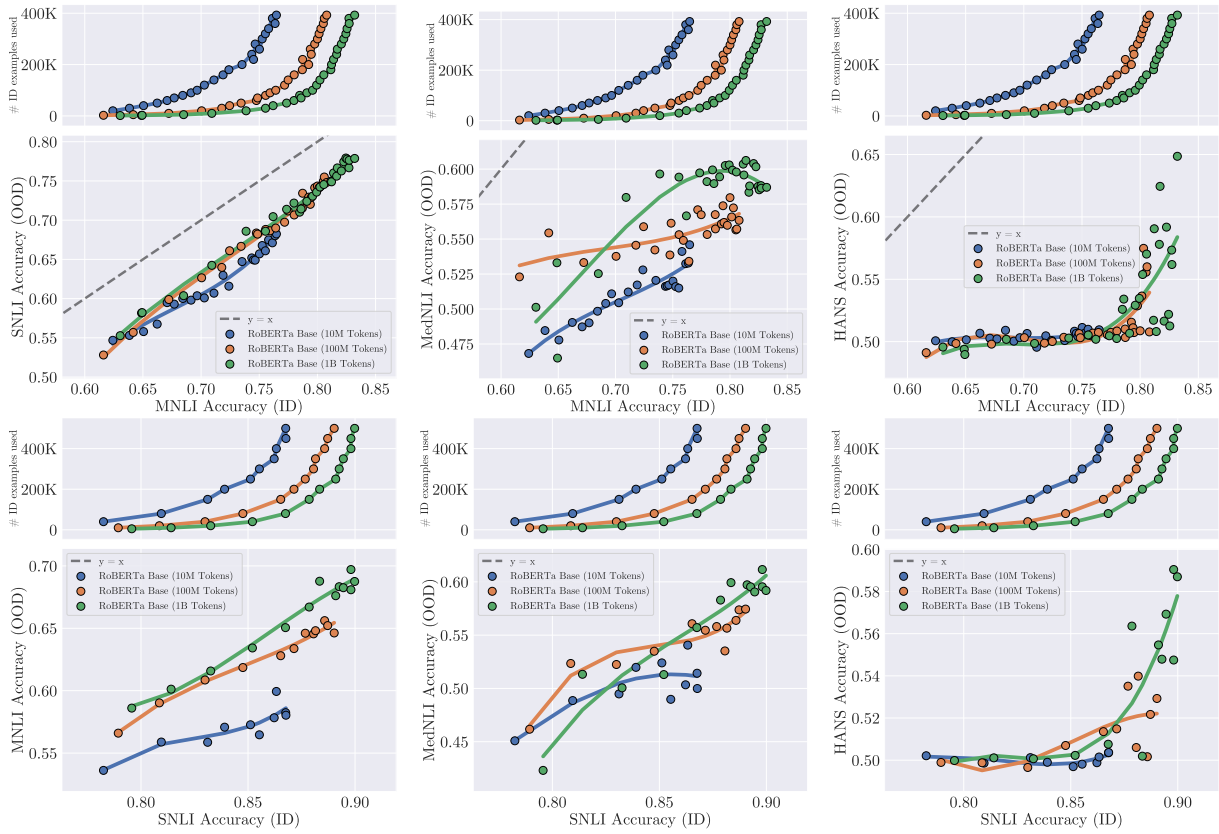 # ID examples used
400K
200K
0
SNLI Accuracy (OOD)
0.80
0.75
0.70
0.65
0.60
0.55
0.50
y = x
RoBERTa Base (10M Tokens)
RoBERTa Base (100M Tokens)
RoBERTa Base (1B Tokens)
0.60 0.65 0.70 0.75 0.80 0.85
MNLI Accuracy (ID)
# ID examples used
400K
200K
0
MedNLI Accuracy (OOD)
0.600
0.575
0.550
0.525
0.500
0.475
y = x
RoBERTa Base (10M Tokens)
RoBERTa Base (100M Tokens)
RoBERTa Base (1B Tokens)
0.60 0.65 0.70 0.75 0.80 0.85
MNLI Accuracy (ID)
# ID examples used
400K
200K
0
HANS Accuracy (OOD)
0.65
0.60
0.55
0.50
y = x
RoBERTa Base (10M Tokens)
RoBERTa Base (100M Tokens)
RoBERTa Base (1B Tokens)
0.60 0.65 0.70 0.75 0.80 0.85
MNLI Accuracy (ID)
# ID examples used
400K
200K
0
MNLI Accuracy (OOD)
0.70
0.65
0.60
0.55
y = x
RoBERTa Base (10M Tokens)
RoBERTa Base (100M Tokens)
RoBERTa Base (1B Tokens)
0.80 0.85 0.90
SNLI Accuracy (ID)
# ID examples used
400K
200K
0
MedNLI Accuracy (OOD)
0.60
0.55
0.50
0.45
y = x
RoBERTa Base (10M Tokens)
RoBERTa Base (100M Tokens)
RoBERTa Base (1B Tokens)
0.80 0.85 0.90
SNLI Accuracy (ID)
# ID examples used
400K
200K
0
HANS Accuracy (OOD)
0.60
0.58
0.56
0.54
0.52
0.50
y = x
RoBERTa Base (10M Tokens)
RoBERTa Base (100M Tokens)
RoBERTa Base (1B Tokens)
0.80 0.85 0.90
SNLI Accuracy (ID)